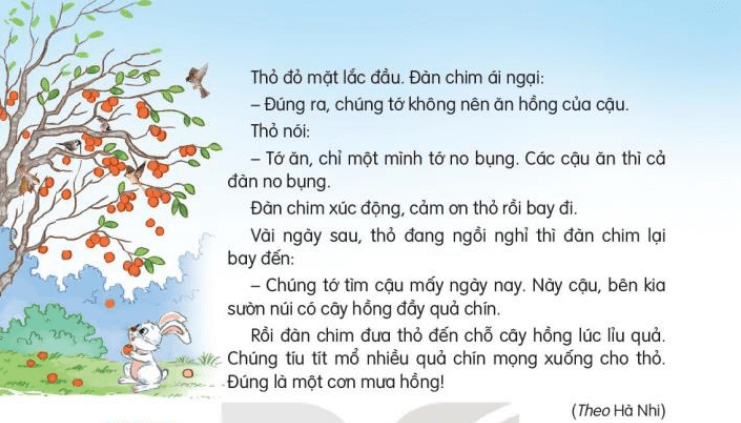 Thỏ đỏ mặt lắc đầu. Đàn chim ái ngại:
– Đúng ra, chúng tớ không nên ăn hồng của cậu.
Thỏ nói:
– Tớ ăn, chỉ một mình tớ no bụng. Các cậu ăn thì cả
đàn no bụng.
Đàn chim xúc động, cảm ơn thỏ rồi bay đi.
Vài ngày sau, thỏ đang ngồi nghỉ thì đàn chim lại
bay đến:
– Chúng tớ tìm cậu mấy ngày nay. Này cậu, bên kia
sườn núi có cây hồng đầy quả chín.
Rồi đàn chim đưa thỏ đến chỗ cây hồng lúc lỉu quả.
Chúng tíu tít mổ nhiều quả chín mọng xuống cho thỏ.
Đúng là một cơn mưa hồng!
(Theo Hà Nhi)